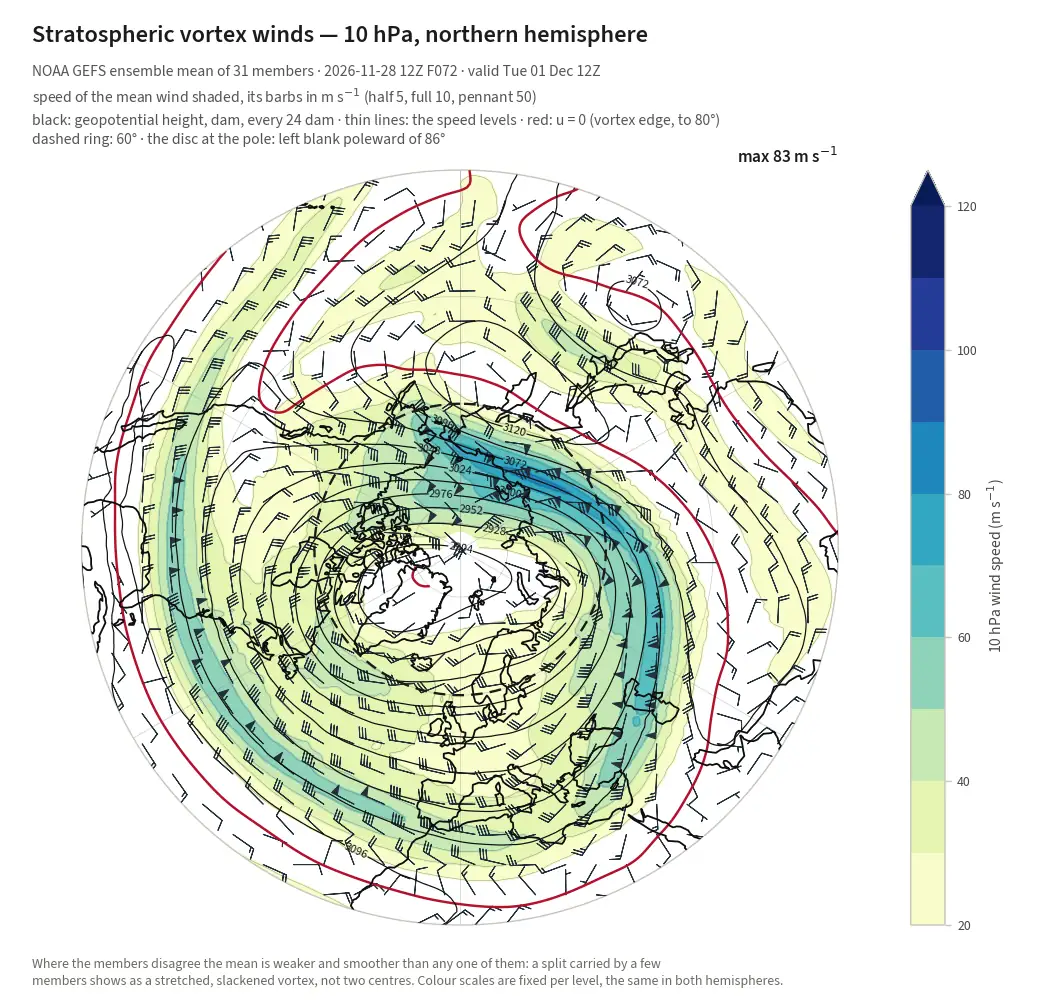 Stratospheric vortex winds — 10 hPa, northern hemisphere
NOAA GEFS ensemble mean of 31 members · 2026-11-28 12Z F072 · valid Tue 01 Dec 12Z
speed of the mean wind shaded, its barbs in m s⁻¹ (half 5, full 10, pennant 50)
black: geopotential height, dam, every 24 dam · thin lines: the speed levels · red: u = 0 (vortex edge, to 80°)
dashed ring: 60° · the disc at the pole: left blank poleward of 86°
max 83 m s⁻¹
120
100
80
60
40
20
10 hPa wind speed (m s⁻¹)
3072
3120
3072
3024
2976
2952
2928
3096
Where the members disagree the mean is weaker and smoother than any one of them: a split carried by a few
members shows as a stretched, slackened vortex, not two centres. Colour scales are fixed per level, the same in both hemispheres.